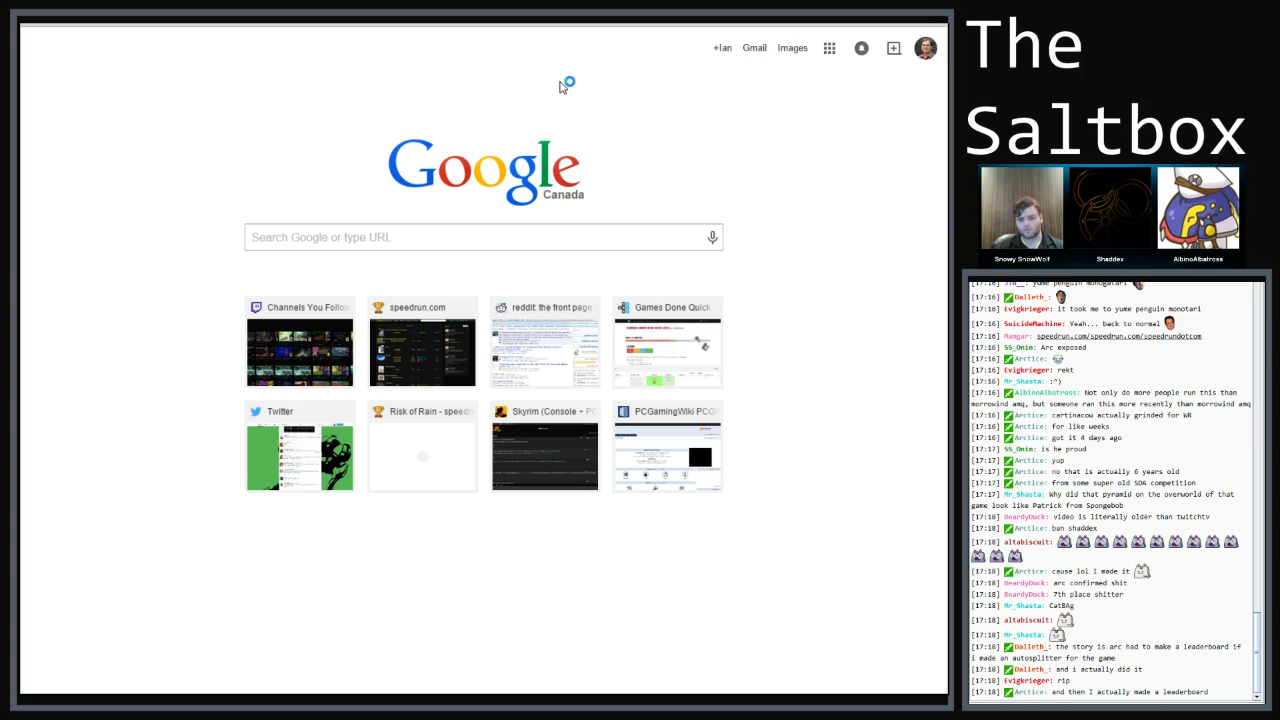 +Ian Gmail Images
Google
Canada
Search Google or type URL
Channels You Follow
speedrun.com
reddit: the front page
Games Done Quick
Twitter
Risk of Rain - speedr
Skyrim (Console + PC
PCGamingWiki PCG
The
Saltbox
Snowy SnowWolf
Shaddex
AlbinoAlbatross
[17:16] Jfh__: yume penguin monogatari
[17:16] Dalleth_:
[17:16] Evigkrieger: it took me to yume penguin monotari
[17:16] SuicideMachine: Yeah... back to normal
[17:16] Mamgar: speedrun.com/speedrundotcom
[17:16] SS_Onim: Arc exposed
[17:16] Arctice:
[17:16] Evigkrieger: rekt
[17:16] Mr_Shasta: :^)
[17:16] AlbinoAlbatross: Not only do more people run this than
morrowind amq, but someone ran this more recently than morrowind amq
[17:16] Arctice: cartinacow actually grinded for WR
[17:16] Arctice: for like weeks
[17:16] Arctice: got it 4 days ago
[17:16] SS_Onim: is he proud
[17:17] Arctice: yup
[17:17] Arctice: no that is actually 6 years old
[17:17] Arctice: from some super old SDA competition
[17:17] Mr_Shasta: Why did that pyramid on the overworld of that
game look like Patrick from Spongebob
[17:18] BeardyDuck: video is literally older than twitchtv
[17:18] Arctice: ban shaddex
[17:18] altabiscuit:
[17:18] Arctice: cause lol I made it
[17:18] BeardyDuck: arc confirmed shit
[17:18] BeardyDuck: 7th place shitter
[17:18] Mr_Shasta: CatBAg
[17:18] altabiscuit:
[17:18] Mr_Shasta:
[17:18] Dalleth_: the story is arc had to make a leaderboard if
i made an autosplitter for the game
[17:18] Dalleth_: and i actually did it
[17:18] Evigkrieger: rip
[17:18] Arctice: and then I actually made a leaderboard